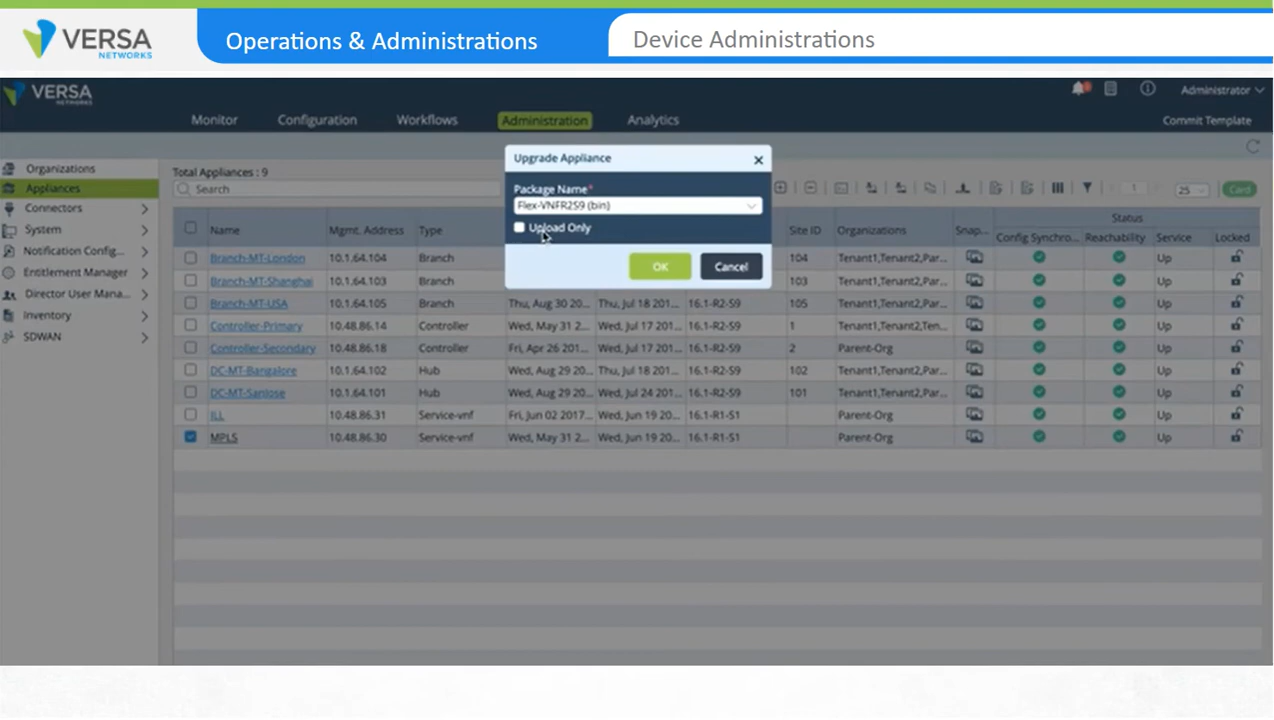 VERSA
NETWORKS
Operations & Administrations
Device Administrations
VERSA
NETWORKS
Administrator
Monitor
Configuration
Workflows
Administration
Analytics
Commit Template
Organizations
Appliances
Connectors
System
Notification Config...
Entitlement Manager
Director User Mana...
Inventory
SDWAN
Total Appliances : 9
Search
1
25
Card
Upgrade Appliance
Package Name*
Flex-VNFR2S9 (bin)
Upload Only
OK
Cancel
Name Mgmt. Address Type Site ID Organizations Snap... Status
Config Synchro... Reachability Service Locked
Branch-MT-London 10.1.64.104 Branch 104 Tenant1,Tenant2,Par... Up
Branch-MT-Shanghai 10.1.64.103 Branch 103 Tenant1,Tenant2,Par... Up
Branch-MT-USA 10.1.64.105 Branch Thu, Aug 30 20... Thu, Jul 18 201... 16.1-R2-S9 105 Tenant1,Tenant2,Par... Up
Controller-Primary 10.48.86.14 Controller Wed, May 31 2... Wed, Jul 17 201... 16.1-R2-S9 1 Tenant1,Tenant2,Ten... Up
Controller-Secondary 10.48.86.18 Controller Fri, Apr 26 201... Wed, Jul 17 201... 16.1-R2-S9 2 Parent-Org Up
DC-MT-Bangalore 10.1.64.102 Hub Wed, Aug 29 20... Thu, Jul 18 201... 16.1-R2-S9 102 Tenant1,Tenant2,Par... Up
DC-MT-SanJose 10.1.64.101 Hub Wed, Aug 29 20... Wed, Jul 24 201... 16.1-R2-S9 101 Tenant1,Tenant2,Par... Up
ILL 10.48.86.31 Service-vnf Fri, Jun 02 2017... Wed, Jun 19 20... 16.1-R1-S1 Parent-Org Up
MPLS 10.48.86.30 Service-vnf Wed, May 31 2... Wed, Jun 19 20... 16.1-R1-S1 Parent-Org Up